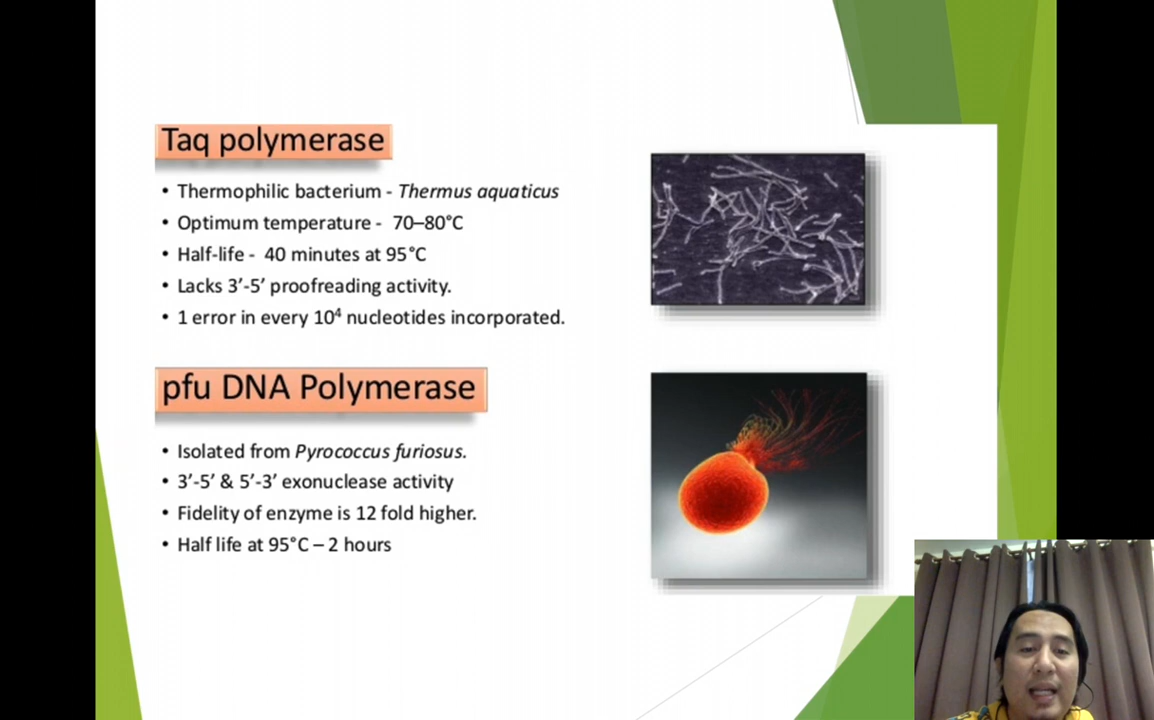 Taq polymerase
• Thermophilic bacterium - Thermus aquaticus
• Optimum temperature - 70–80°C
• Half-life - 40 minutes at 95°C
• Lacks 3’-5’ proofreading activity.
• 1 error in every 10⁴ nucleotides incorporated.
pfu DNA Polymerase
• Isolated from Pyrococcus furiosus.
• 3’-5’ & 5’-3’ exonuclease activity
• Fidelity of enzyme is 12 fold higher.
• Half life at 95°C – 2 hours